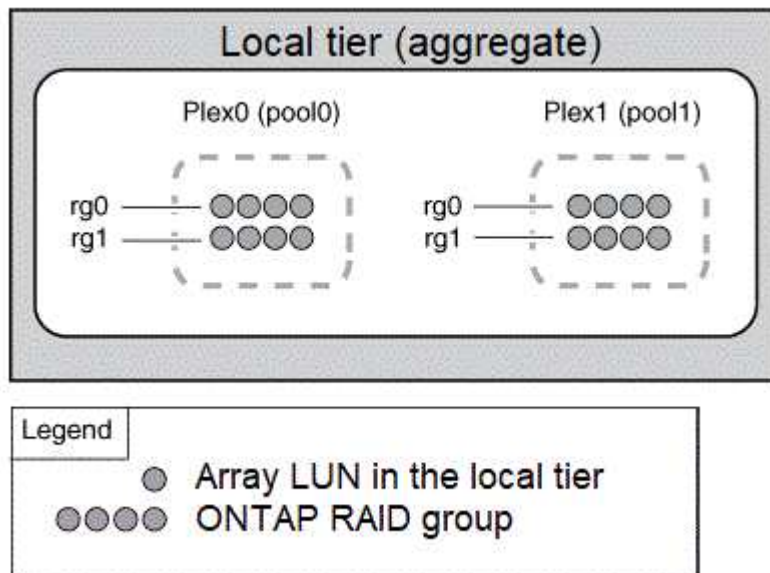 Local tier (aggregate)
Plex0 (pool0)
Plex1 (pool1)
rg0
rg1
rg0
rg1
Legend
Array LUN in the local tier
ONTAP RAID group